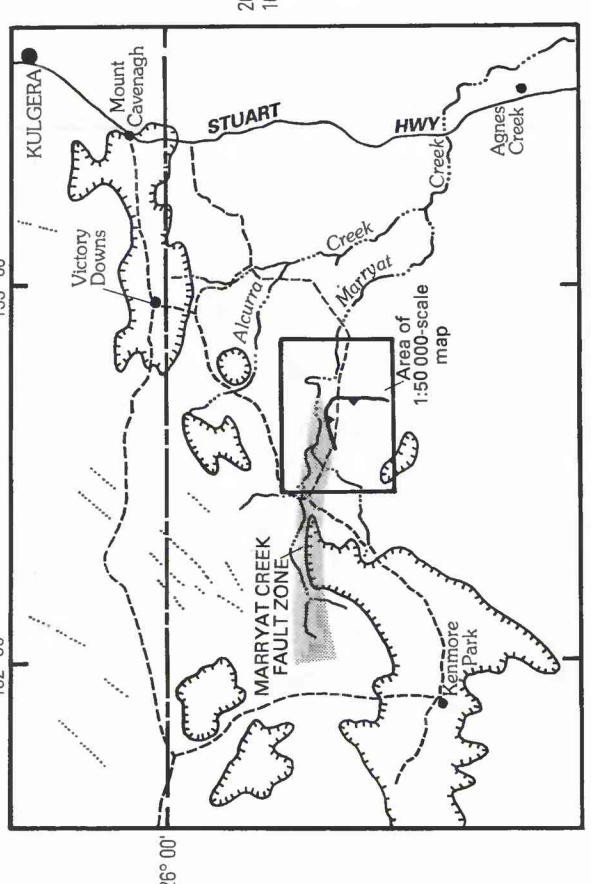 KULGERA
Mount
Cavenagh
STUART
HWY
Agnes
Creek
Creek
Victory
Downs
Alcurra
Creek
Marryat
Area of
1:50 000-scale
map
MARRYAT CREEK
FAULT ZONE
Kenmore
Park
26° 00'